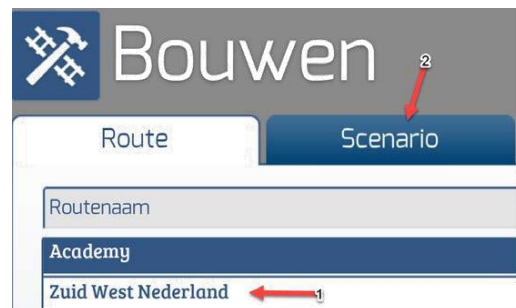 Bouwen
2
Route Scenario
Routenaam
Academy
Zuid West Nederland 1